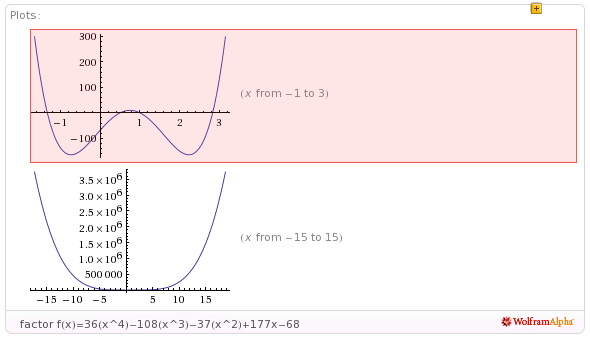 Plots:
300
200
100
−1 1 2 3
−100
(x from −1 to 3)
3.5 × 10^6
3.0 × 10^6
2.5 × 10^6
2.0 × 10^6
1.5 × 10^6
1.0 × 10^6
500 000
−15 −10 −5 5 10 15
(x from −15 to 15)
factor f(x)=36(x^4)−108(x^3)−37(x^2)+177x−68
WolframAlpha